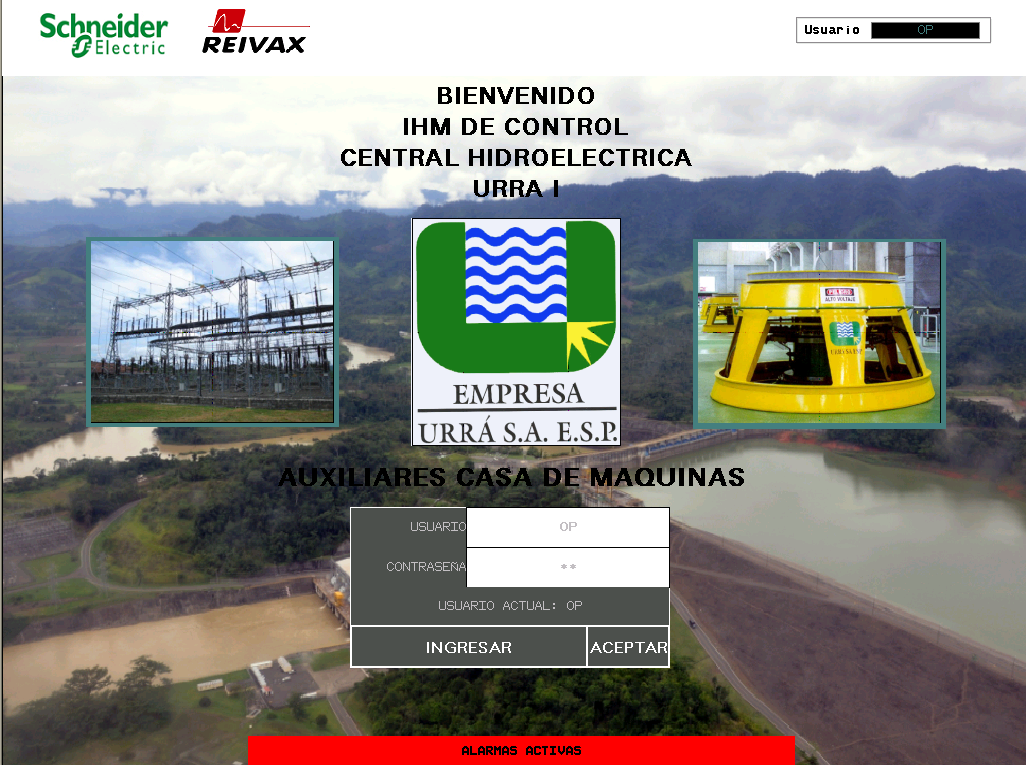 Schneider
Electric
REIVAX
Usuario OP
BIENVENIDO
IHM DE CONTROL
CENTRAL HIDROELECTRICA
URRA I
PELIGRO
ALTO VOLTAJE
URRÁ S.A. E.S.P.
EMPRESA
URRÁ S.A. E.S.P.
AUXILIARES CASA DE MAQUINAS
USUARIO OP
CONTRASEÑA **
USUARIO ACTUAL: OP
INGRESAR ACEPTAR
ALARMAS ACTIVAS